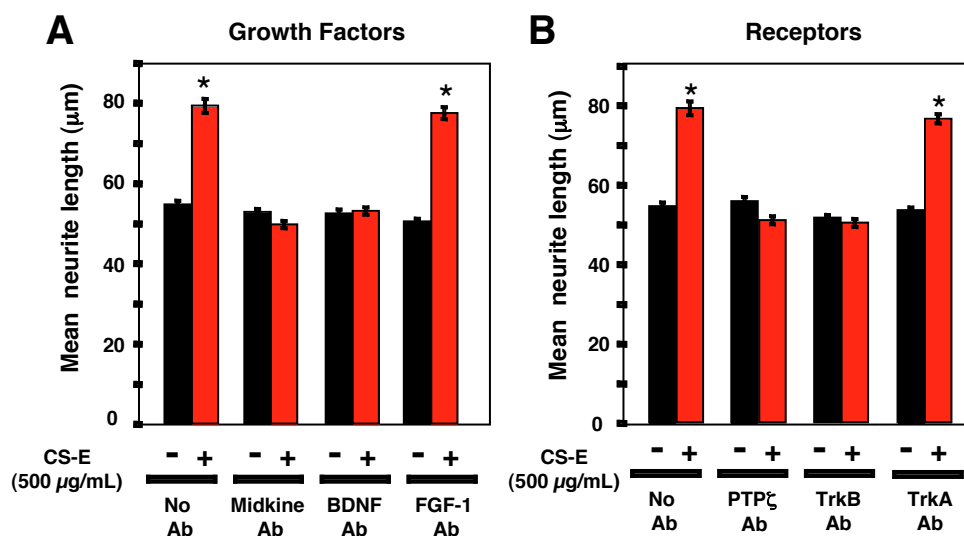 A
Growth Factors
Mean neurite length (µm)
80
60
40
20
0
*
*
CS-E
(500 µg/mL)
- + - + - + - +
No Midkine BDNF FGF-1
Ab Ab Ab Ab
B
Receptors
Mean neurite length (µm)
80
60
40
20
0
*
*
CS-E
(500 µg/mL)
- + - + - + - +
No PTPζ TrkB TrkA
Ab Ab Ab Ab